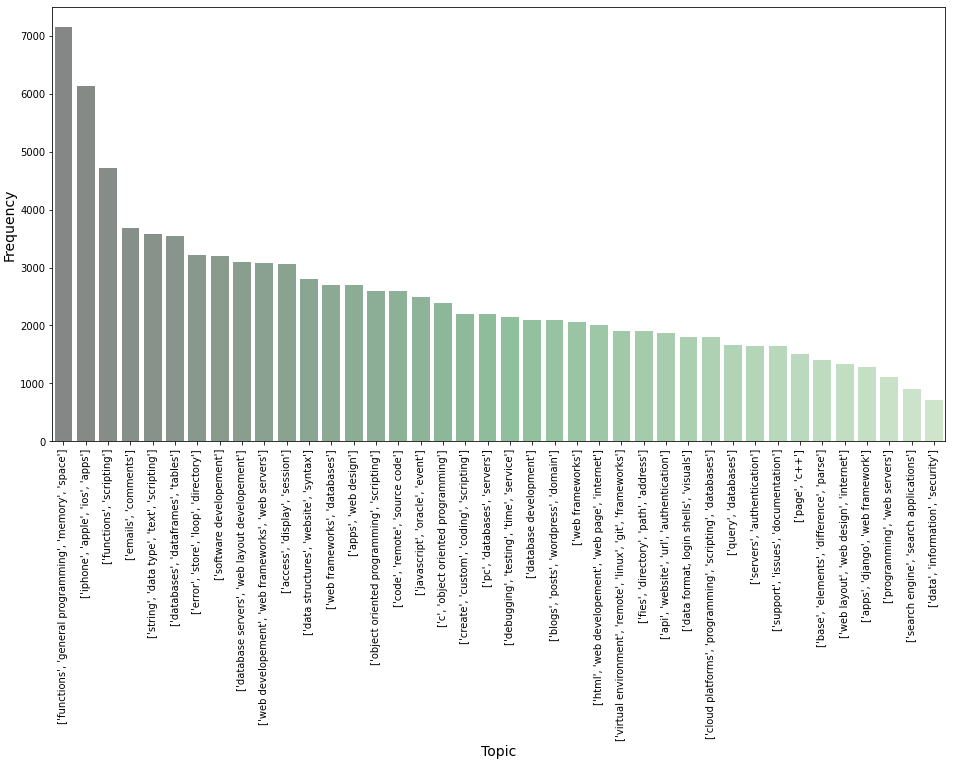 Frequency
7000
6000
5000
4000
3000
2000
1000
0
['functions', 'general programming', 'memory', 'space']
['iphone', 'apple', 'ios', 'apps']
['functions', 'scripting']
['emails', 'comments']
['string', 'data type', 'text', 'scripting']
['databases', 'dataframes', 'tables']
['error', 'store', 'loop', 'directory']
['software developement']
['database servers', 'web layout developement']
['web developement', 'web frameworks', 'web servers']
['access', 'display', 'session']
['data structures', 'website', 'syntax']
['web frameworks', 'databases']
['apps', 'web design']
['object oriented programming', 'scripting']
['code', 'remote', 'source code']
['javascript', 'oracle', 'event']
['c', 'object oriented programming']
['create', 'custom', 'coding', 'scripting']
['pc', 'databases', 'servers']
['debugging', 'testing', 'time', 'service']
['database development']
['blogs', 'posts', 'wordpress', 'domain']
['web frameworks']
['html', 'web developement', 'web page', 'internet']
['virtual environment', 'remote', 'linux', 'git', 'frameworks']
['fies', 'directory', 'path', 'address']
['api', 'website', 'url', 'authentication']
['data format, login shells', 'visuals']
['cloud platforms', 'programming', 'scripting', 'databases']
['query', 'databases']
['servers', 'authentication']
['support', 'issues', 'documentation']
['page', 'c++']
['base', 'elements', 'difference', 'parse']
['web layout', 'web design', 'internet']
['apps', 'django', 'web framework']
['programming', 'web servers']
['search engine', 'search applications']
['data', 'information', 'security']
Topic